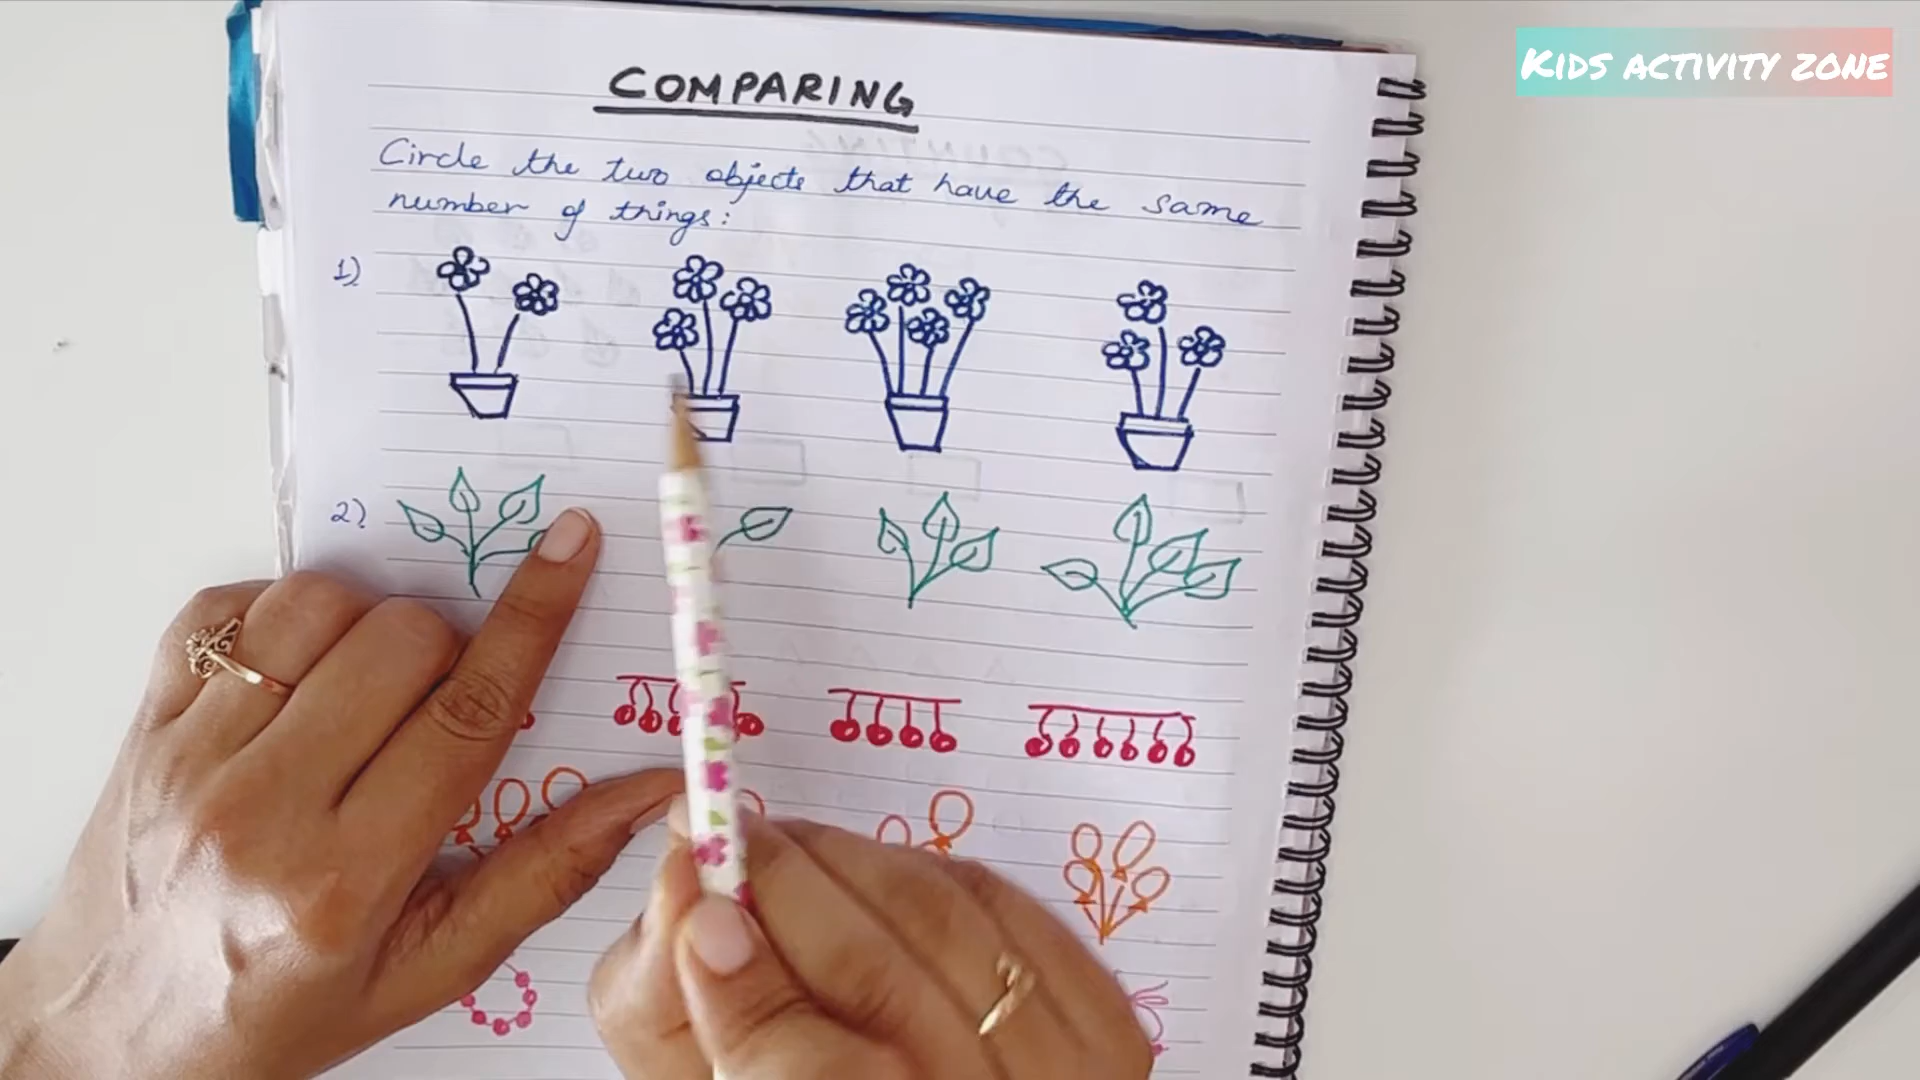 KIDS ACTIVITY ZONE
COMPARING
Circle the two objects that have the same
number of things:
1)
2)